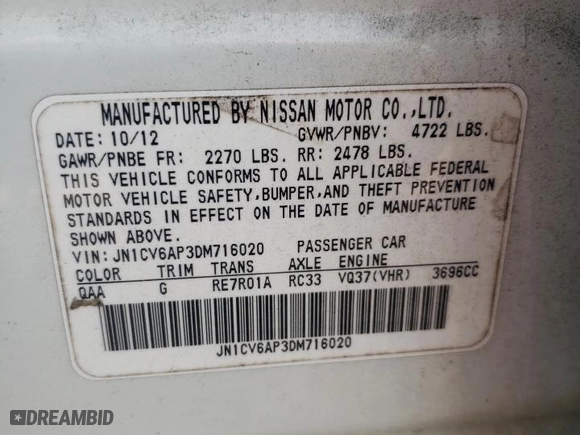 MANUFACTURED BY NISSAN MOTOR CO.,LTD.
DATE: 10/12 GVWR/PNBV: 4722 LBS.
GAWR/PNBE FR: 2270 LBS. RR: 2478 LBS.
THIS VEHICLE CONFORMS TO ALL APPLICABLE FEDERAL
MOTOR VEHICLE SAFETY,BUMPER,AND THEFT PREVENTION
STANDARDS IN EFFECT ON THE DATE OF MANUFACTURE
SHOWN ABOVE.
VIN: JN1CV6AP3DM716020 PASSENGER CAR
COLOR TRIM TRANS AXLE ENGINE
QAA G RE7R01A RC33 VQ37(VHR) 3696CC
JN1CV6AP3DM716020
DREAMBID